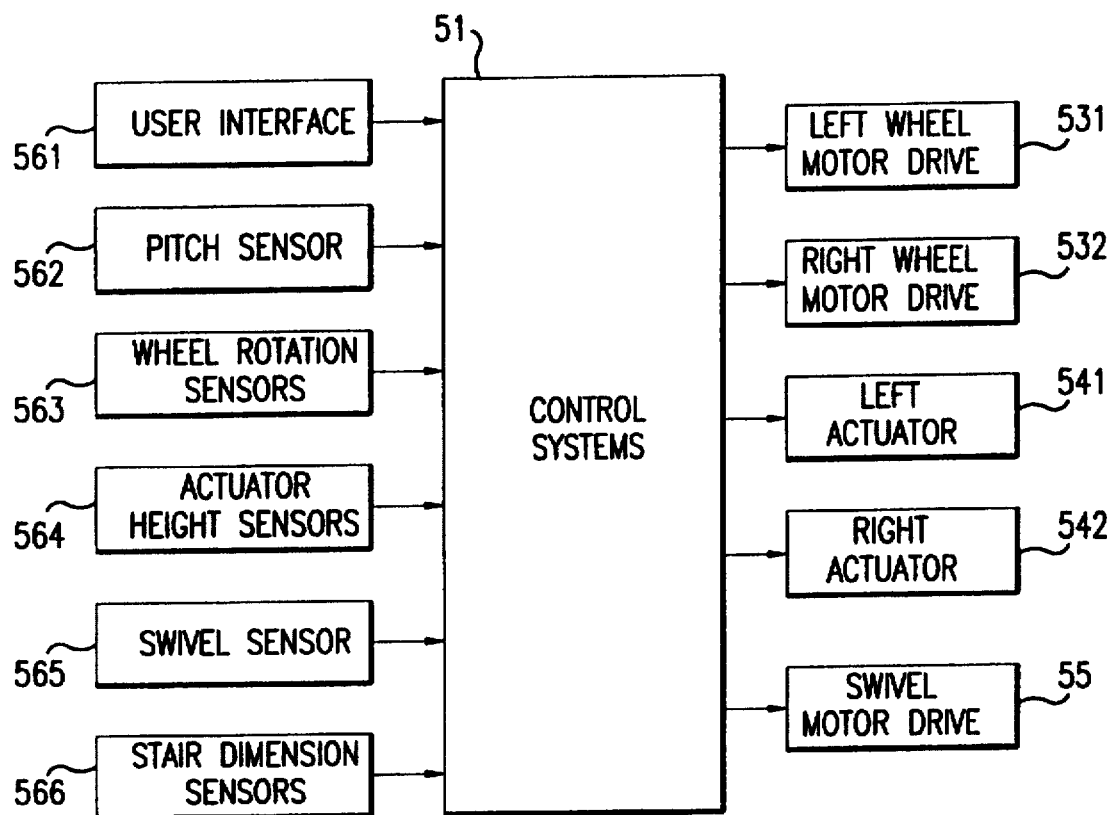 51
USER INTERFACE
561
PITCH SENSOR
562
WHEEL ROTATION
SENSORS
563
ACTUATOR
HEIGHT SENSORS
564
SWIVEL SENSOR
565
STAIR DIMENSION
SENSORS
566
CONTROL
SYSTEMS
LEFT WHEEL
MOTOR DRIVE
531
RIGHT WHEEL
MOTOR DRIVE
532
LEFT
ACTUATOR
541
RIGHT
ACTUATOR
542
SWIVEL
MOTOR DRIVE
55